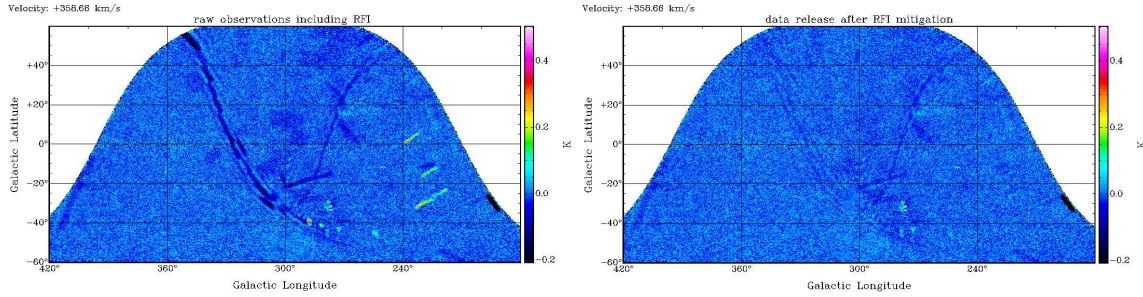 Velocity: +358.66 km/s
raw observations including RFI
+40°
+20°
0°
−20°
−40°
−60°
Galactic Latitude
420°
360°
300°
240°
Galactic Longitude
0.4
0.2
0.0
−0.2
K
Velocity: +358.66 km/s
data release after RFI mitigation
+40°
+20°
0°
−20°
−40°
−60°
Galactic Latitude
420°
360°
300°
240°
Galactic Longitude
0.4
0.2
0.0
−0.2
K